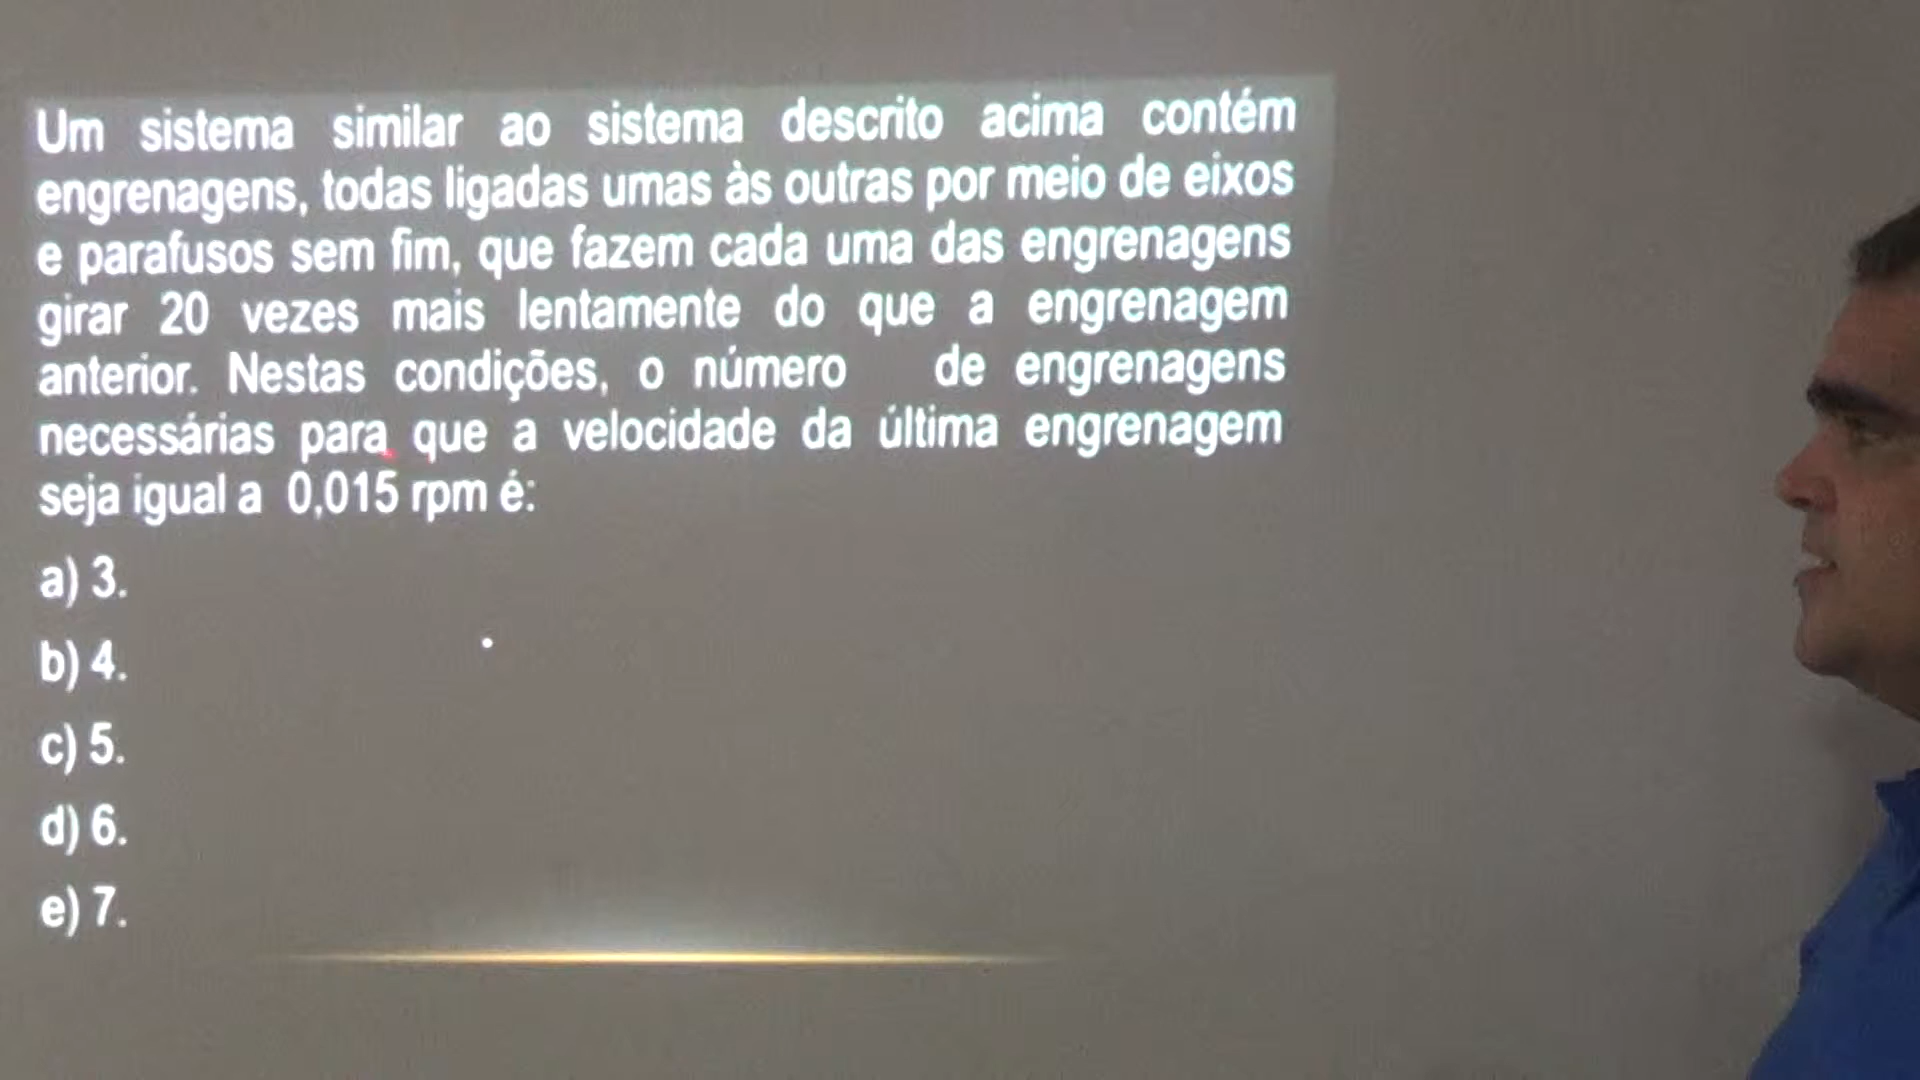 Um sistema similar ao sistema descrito acima contém
engrenagens, todas ligadas umas às outras por meio de eixos
e parafusos sem fim, que fazem cada uma das engrenagens
girar 20 vezes mais lentamente do que a engrenagem
anterior. Nestas condições, o número de engrenagens
necessárias para que a velocidade da última engrenagem
seja igual a 0,015 rpm é:
a) 3.
b) 4.
c) 5.
d) 6.
e) 7.